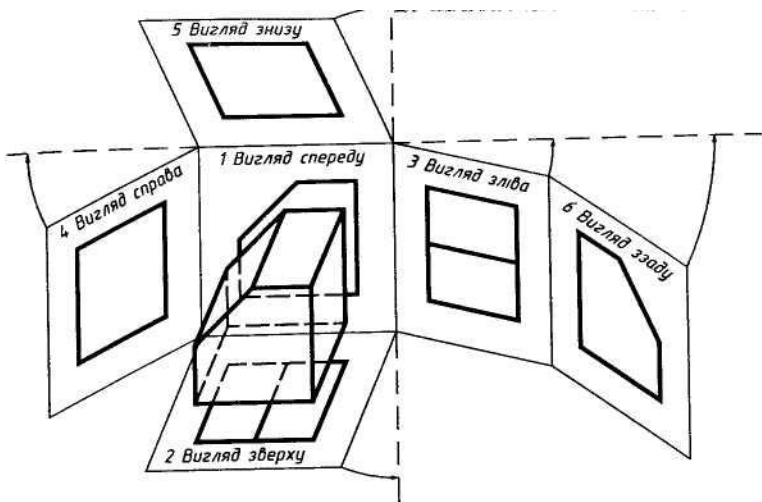 5 Вигляд знизу
1 Вигляд спереду
4 Вигляд справа
3 Вигляд зліва
6 Вигляд ззаду
2 Вигляд зверху